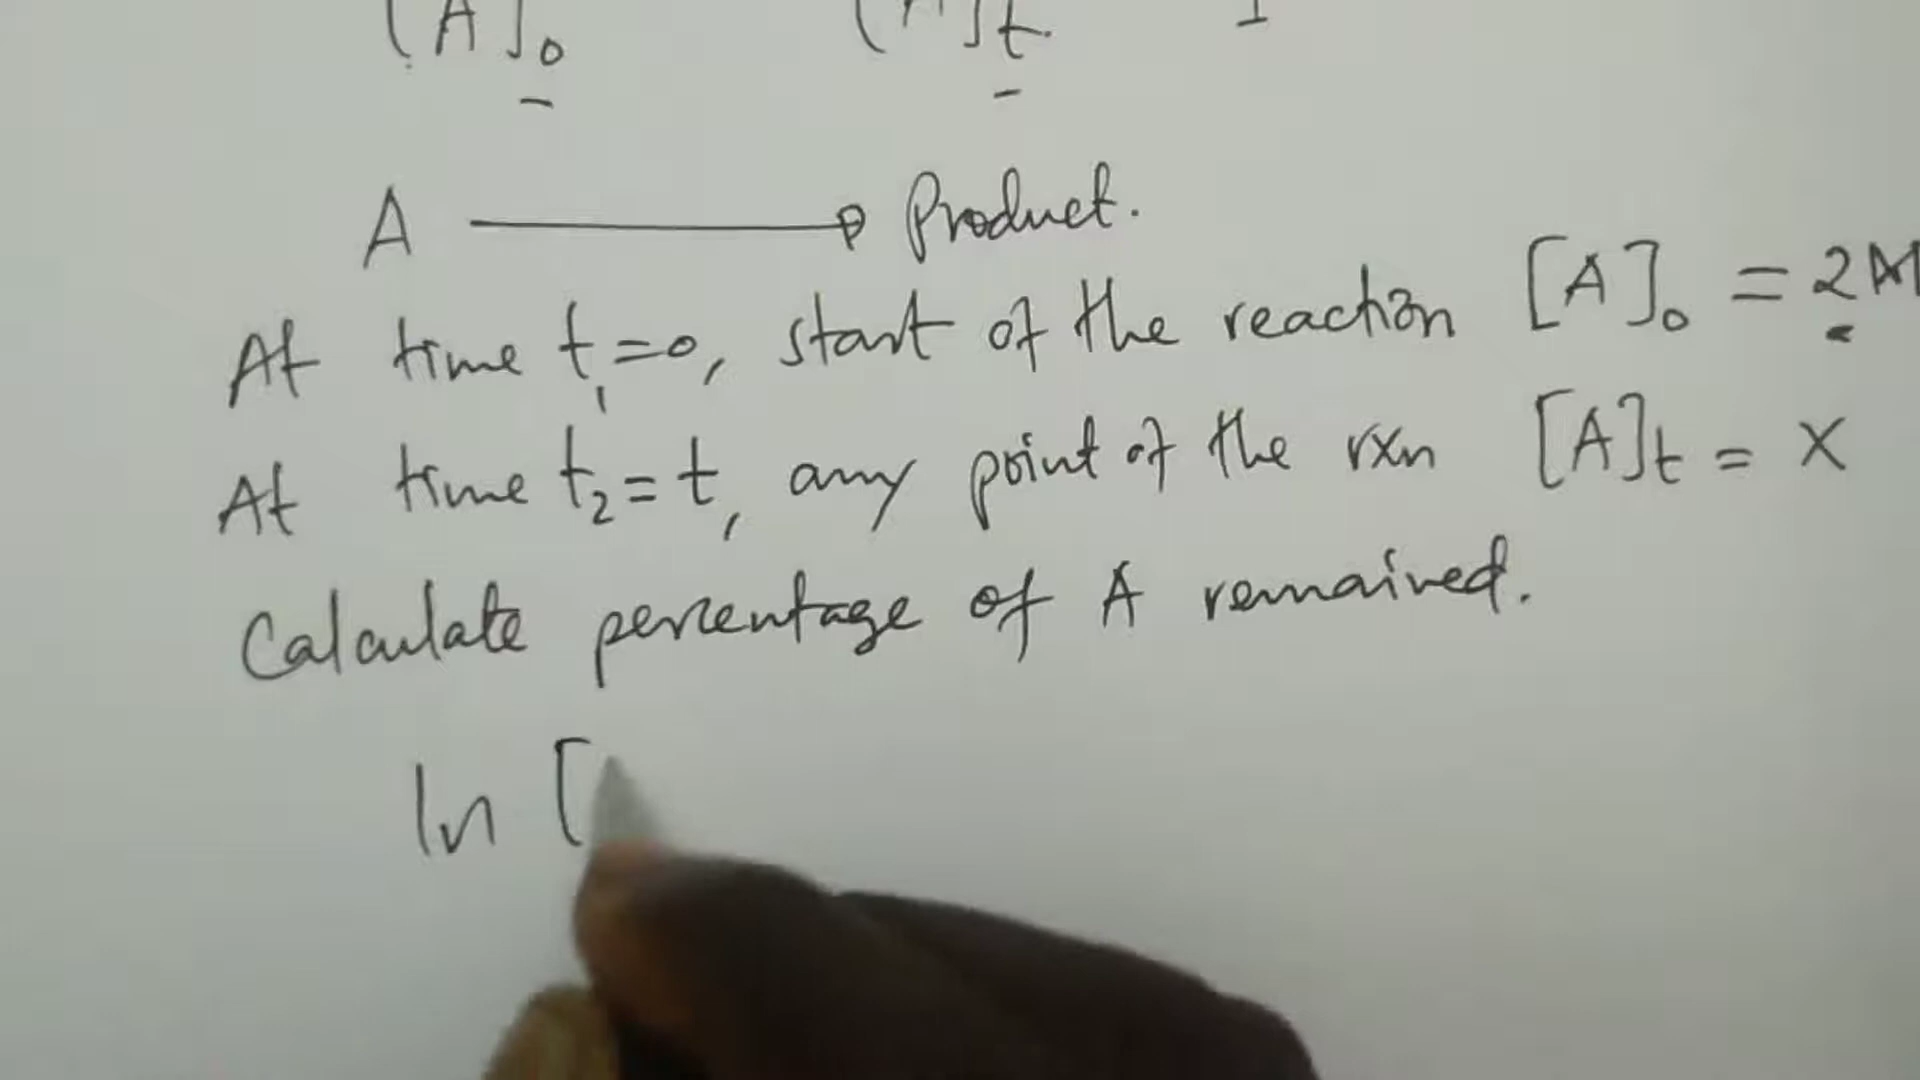 [A]₀ [A]t. 1
A → Product.
At time t₁=0, start of the reaction [A]₀ = 2M
At time t₂=t, any point of the rxn [A]t = X
Calculate percentage of A remained.
ln [